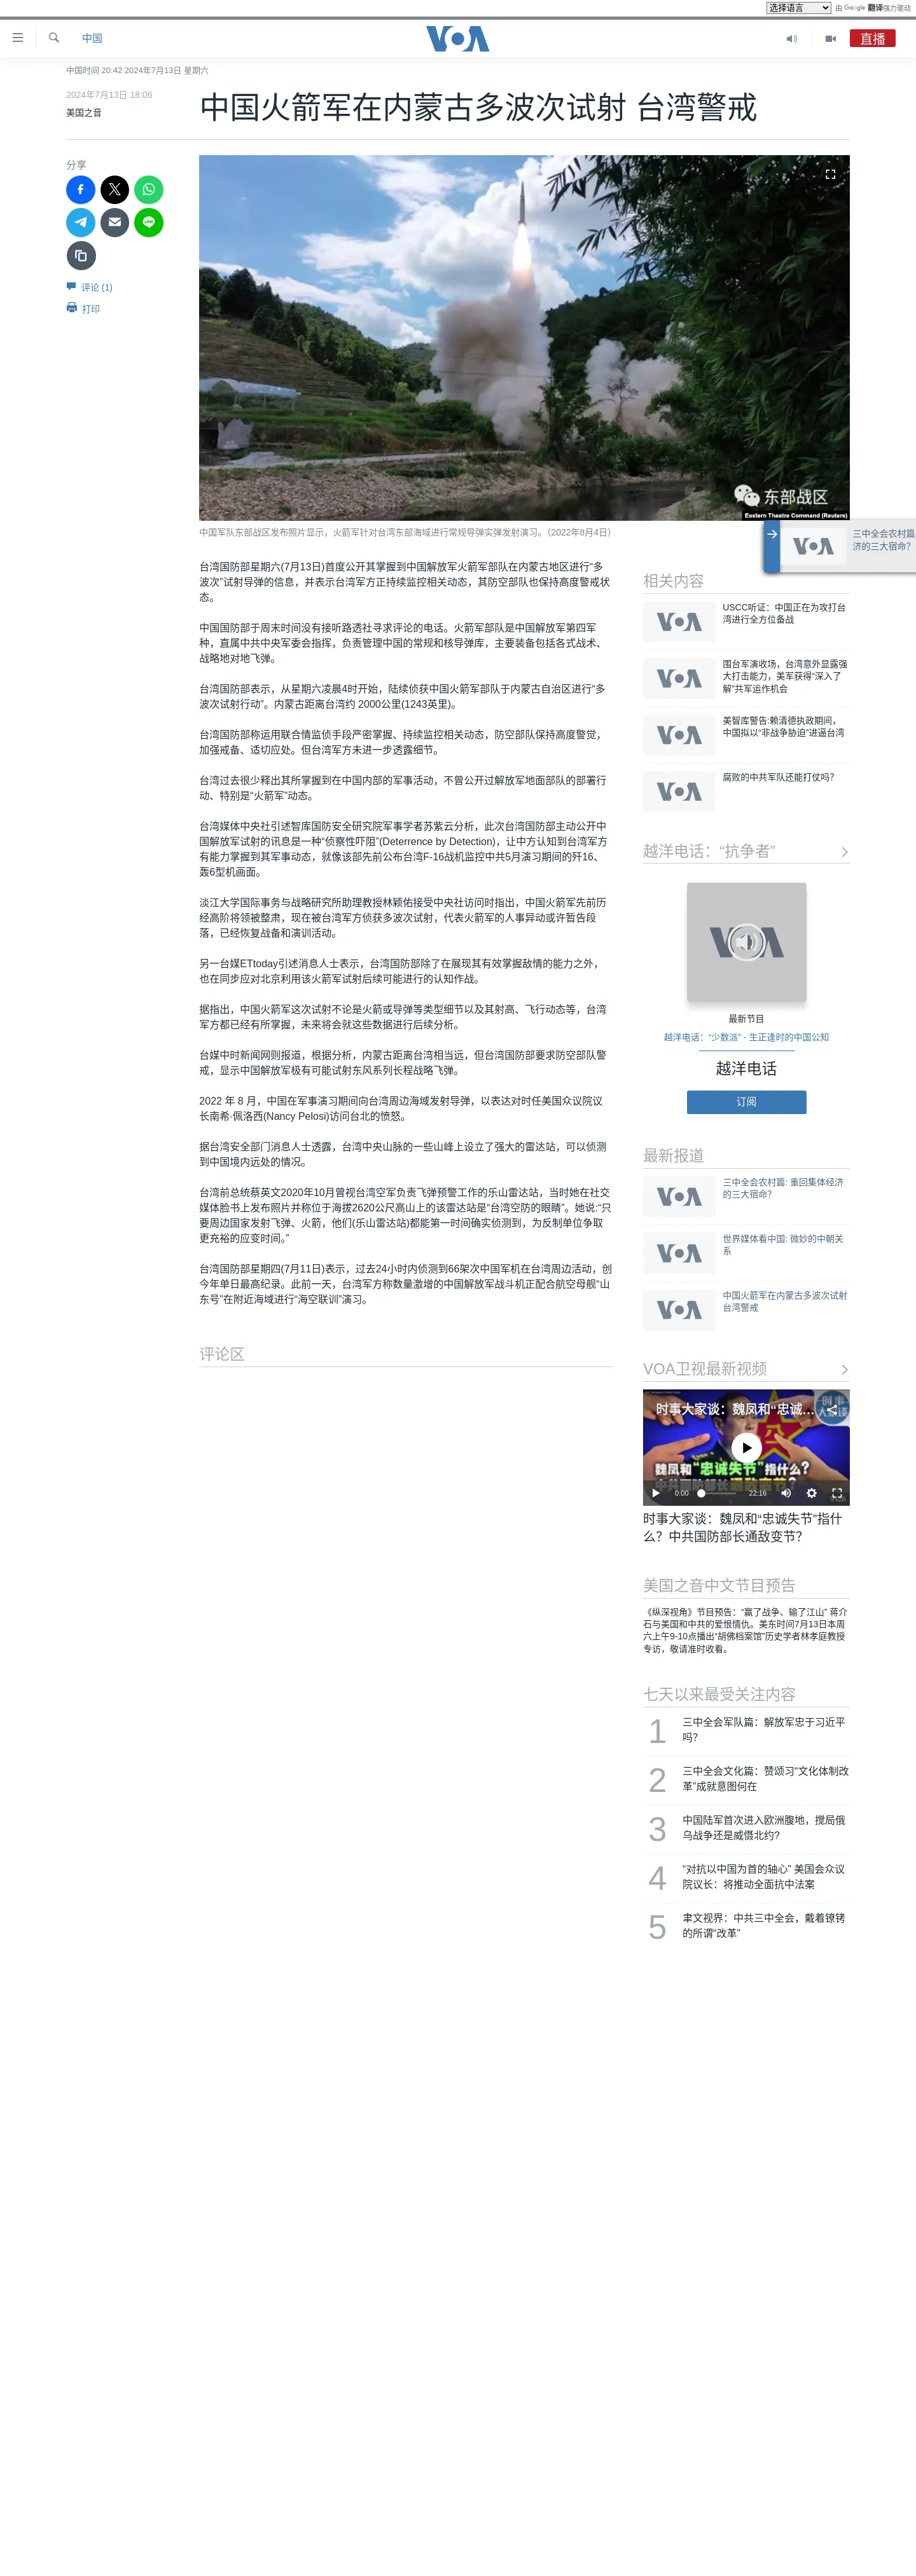 选择语言 由 Google 翻译强力驱动
中国
VOA
直播
中国时间 20:42 2024年7月13日 星期六
2024年7月13日 18:06
美国之音
中国火箭军在内蒙古多波次试射 台湾警戒
分享
LINE
评论 (1)
打印
东部战区
Eastern Theatre Command (Reuters)
中国军队东部战区发布照片显示，火箭军针对台湾东部海域进行常规导弹实弹发射演习。（2022年8月4日）
台湾国防部星期六(7月13日)首度公开其掌握到中国解放军火箭军部队在内蒙古地区进行“多
波次”试射导弹的信息，并表示台湾军方正持续监控相关动态，其防空部队也保持高度警戒状
态。
中国国防部于周末时间没有接听路透社寻求评论的电话。火箭军部队是中国解放军第四军
种，直属中共中央军委会指挥，负责管理中国的常规和核导弹库，主要装备包括各式战术、
战略地对地飞弹。
台湾国防部表示，从星期六凌晨4时开始，陆续侦获中国火箭军部队于内蒙古自治区进行“多
波次试射行动”。内蒙古距离台湾约 2000公里(1243英里)。
台湾国防部称运用联合情监侦手段严密掌握、持续监控相关动态，防空部队保持高度警觉，
加强戒备、适切应处。但台湾军方未进一步透露细节。
台湾过去很少释出其所掌握到在中国内部的军事活动，不曾公开过解放军地面部队的部署行
动、特别是“火箭军”动态。
台湾媒体中央社引述智库国防安全研究院军事学者苏紫云分析，此次台湾国防部主动公开中
国解放军试射的讯息是一种“侦察性吓阻”(Deterrence by Detection)，让中方认知到台湾军方
有能力掌握到其军事动态，就像该部先前公布台湾F-16战机监控中共5月演习期间的歼16、
轰6型机画面。
淡江大学国际事务与战略研究所助理教授林颖佑接受中央社访问时指出，中国火箭军先前历
经高阶将领被整肃，现在被台湾军方侦获多波次试射，代表火箭军的人事异动或许暂告段
落，已经恢复战备和演训活动。
另一台媒ETtoday引述消息人士表示，台湾国防部除了在展现其有效掌握敌情的能力之外，
也在同步应对北京利用该火箭军试射后续可能进行的认知作战。
据指出，中国火箭军这次试射不论是火箭或导弹等类型细节以及其射高、飞行动态等，台湾
军方都已经有所掌握，未来将会就这些数据进行后续分析。
台媒中时新闻网则报道，根据分析，内蒙古距离台湾相当远，但台湾国防部要求防空部队警
戒，显示中国解放军极有可能试射东风系列长程战略飞弹。
2022 年 8 月，中国在军事演习期间向台湾周边海域发射导弹，以表达对时任美国众议院议
长南希·佩洛西(Nancy Pelosi)访问台北的愤怒。
据台湾安全部门消息人士透露，台湾中央山脉的一些山峰上设立了强大的雷达站，可以侦测
到中国境内远处的情况。
台湾前总统蔡英文2020年10月曾视台湾空军负责飞弹预警工作的乐山雷达站，当时她在社交
媒体脸书上发布照片并称位于海拔2620公尺高山上的该雷达站是“台湾空防的眼睛”。她说:“只
要周边国家发射飞弹、火箭，他们(乐山雷达站)都能第一时间确实侦测到，为反制单位争取
更充裕的应变时间。”
台湾国防部星期四(7月11日)表示，过去24小时内侦测到66架次中国军机在台湾周边活动，创
今年单日最高纪录。此前一天，台湾军方称数量激增的中国解放军战斗机正配合航空母舰“山
东号”在附近海域进行“海空联训”演习。
评论区
VOA
三中全会农村篇
济的三大宿命？
相关内容
VOA
USCC听证：中国正在为攻打台
湾进行全方位备战
VOA
围台军演收场，台湾意外显露强
大打击能力，美军获得“深入了
解”共军运作机会
VOA
美智库警告:赖清德执政期间，
中国拟以“非战争胁迫”进逼台湾
VOA
腐败的中共军队还能打仗吗？
越洋电话：“抗争者”
VOA
最新节目
越洋电话：“少数派” - 生正逢时的中国公知
越洋电话
订阅
最新报道
VOA
三中全会农村篇: 重回集体经济
的三大宿命？
VOA
世界媒体看中国: 微妙的中朝关
系
VOA
中国火箭军在内蒙古多波次试射
台湾警戒
VOA卫视最新视频
时事大家谈：魏凤和“忠诚...
时事
大家谈
魏凤和“忠诚失节”指什么？
中共国防部长通敌变节？
0:00
22:16
时事大家谈：魏凤和“忠诚失节”指什
么？中共国防部长通敌变节？
美国之音中文节目预告
《纵深视角》节目预告：“赢了战争、输了江山” 蒋介
石与美国和中共的爱恨情仇。美东时间7月13日本周
六上午9-10点播出“胡佛档案馆”历史学者林孝庭教授
专访，敬请准时收看。
七天以来最受关注内容
1
三中全会军队篇：解放军忠于习近平
吗？
2
三中全会文化篇：赞颂习“文化体制改
革”成就意图何在
3
中国陆军首次进入欧洲腹地，搅局俄
乌战争还是威慑北约?
4
“对抗以中国为首的轴心” 美国会众议
院议长：将推动全面抗中法案
5
聿文视界：中共三中全会，戴着镣铐
的所谓“改革”